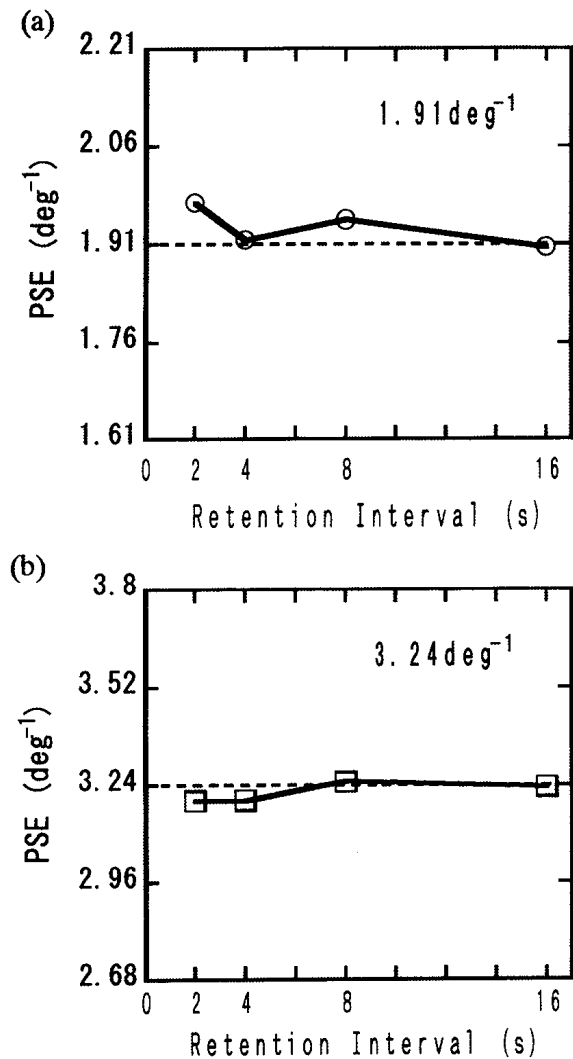 (a)
2.21
2.06
1.91
1.76
1.61
PSE (deg⁻¹)
1.91deg⁻¹
0 2 4 8 16
Retention Interval (s)
(b)
3.8
3.52
3.24
2.96
2.68
PSE (deg⁻¹)
3.24deg⁻¹
0 2 4 8 16
Retention Interval (s)